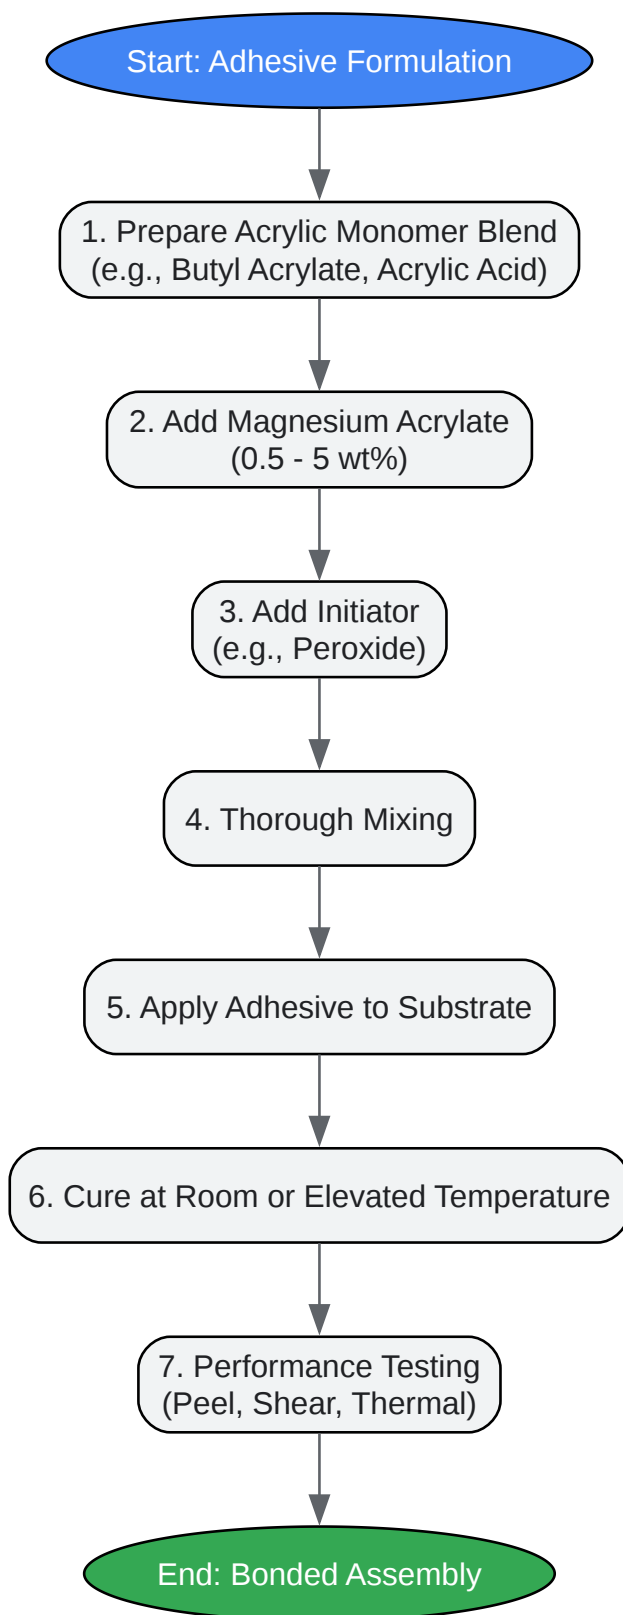 Start: Adhesive Formulation
1. Prepare Acrylic Monomer Blend
(e.g., Butyl Acrylate, Acrylic Acid)
2. Add Magnesium Acrylate
(0.5 - 5 wt%)
3. Add Initiator
(e.g., Peroxide)
4. Thorough Mixing
5. Apply Adhesive to Substrate
6. Cure at Room or Elevated Temperature
7. Performance Testing
(Peel, Shear, Thermal)
End: Bonded Assembly